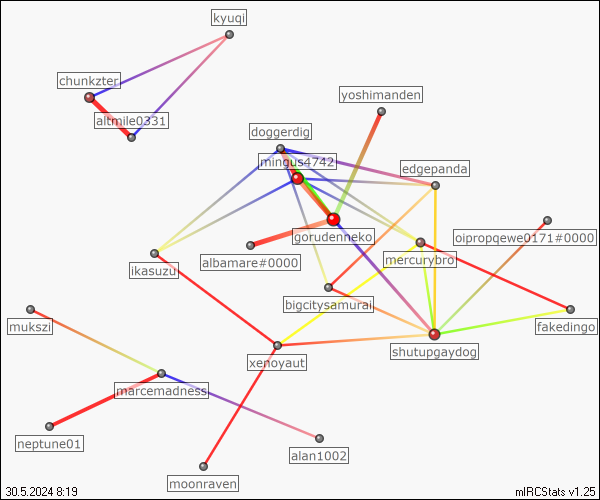 kyuqi
chunkzter
yoshimanden
altmile0331
doggerdig
mingus4742
edgepanda
gorudenneko
oipropqewe0171#0000
albamare#0000
mercurybro
ikasuzu
bigcitysamurai
mukszi
fakedingo
shutupgaydog
xenoyaut
marcemadness
neptune01
alan1002
moonraven
30.5.2024 8:19
mIRCStats v1.25